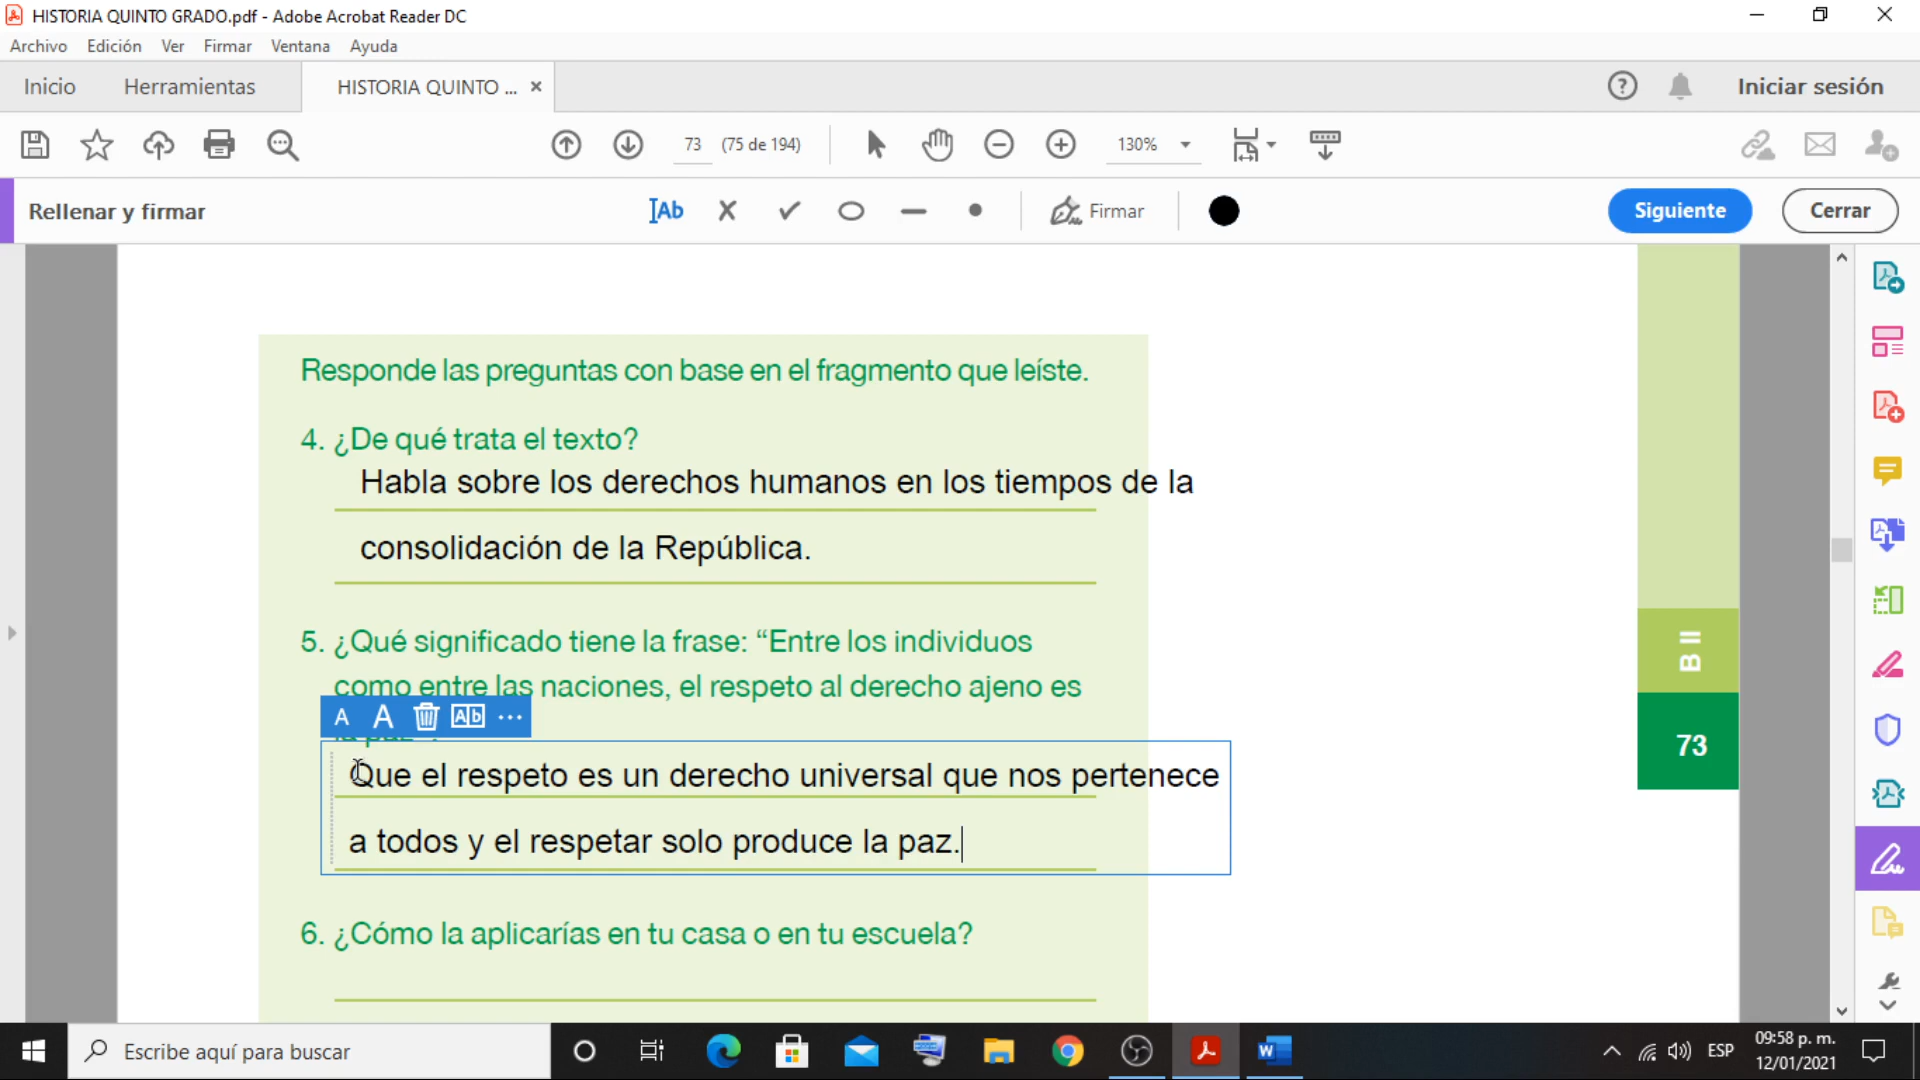 HISTORIA QUINTO GRADO.pdf - Adobe Acrobat Reader DC
Archivo Edición Ver Firmar Ventana Ayuda
Inicio Herramientas HISTORIA QUINTO ... × Iniciar sesión
73 (75 de 194) 130%
Rellenar y firmar Ab Firmar Siguiente Cerrar
Responde las preguntas con base en el fragmento que leíste.
4. ¿De qué trata el texto?
Habla sobre los derechos humanos en los tiempos de la
consolidación de la República.
5. ¿Qué significado tiene la frase: “Entre los individuos
como entre las naciones, el respeto al derecho ajeno es
A A Ab ...
Que el respeto es un derecho universal que nos pertenece
a todos y el respetar solo produce la paz.
6. ¿Cómo la aplicarías en tu casa o en tu escuela?
B II
73
Escribe aquí para buscar
ESP
09:58 p. m.
12/01/2021